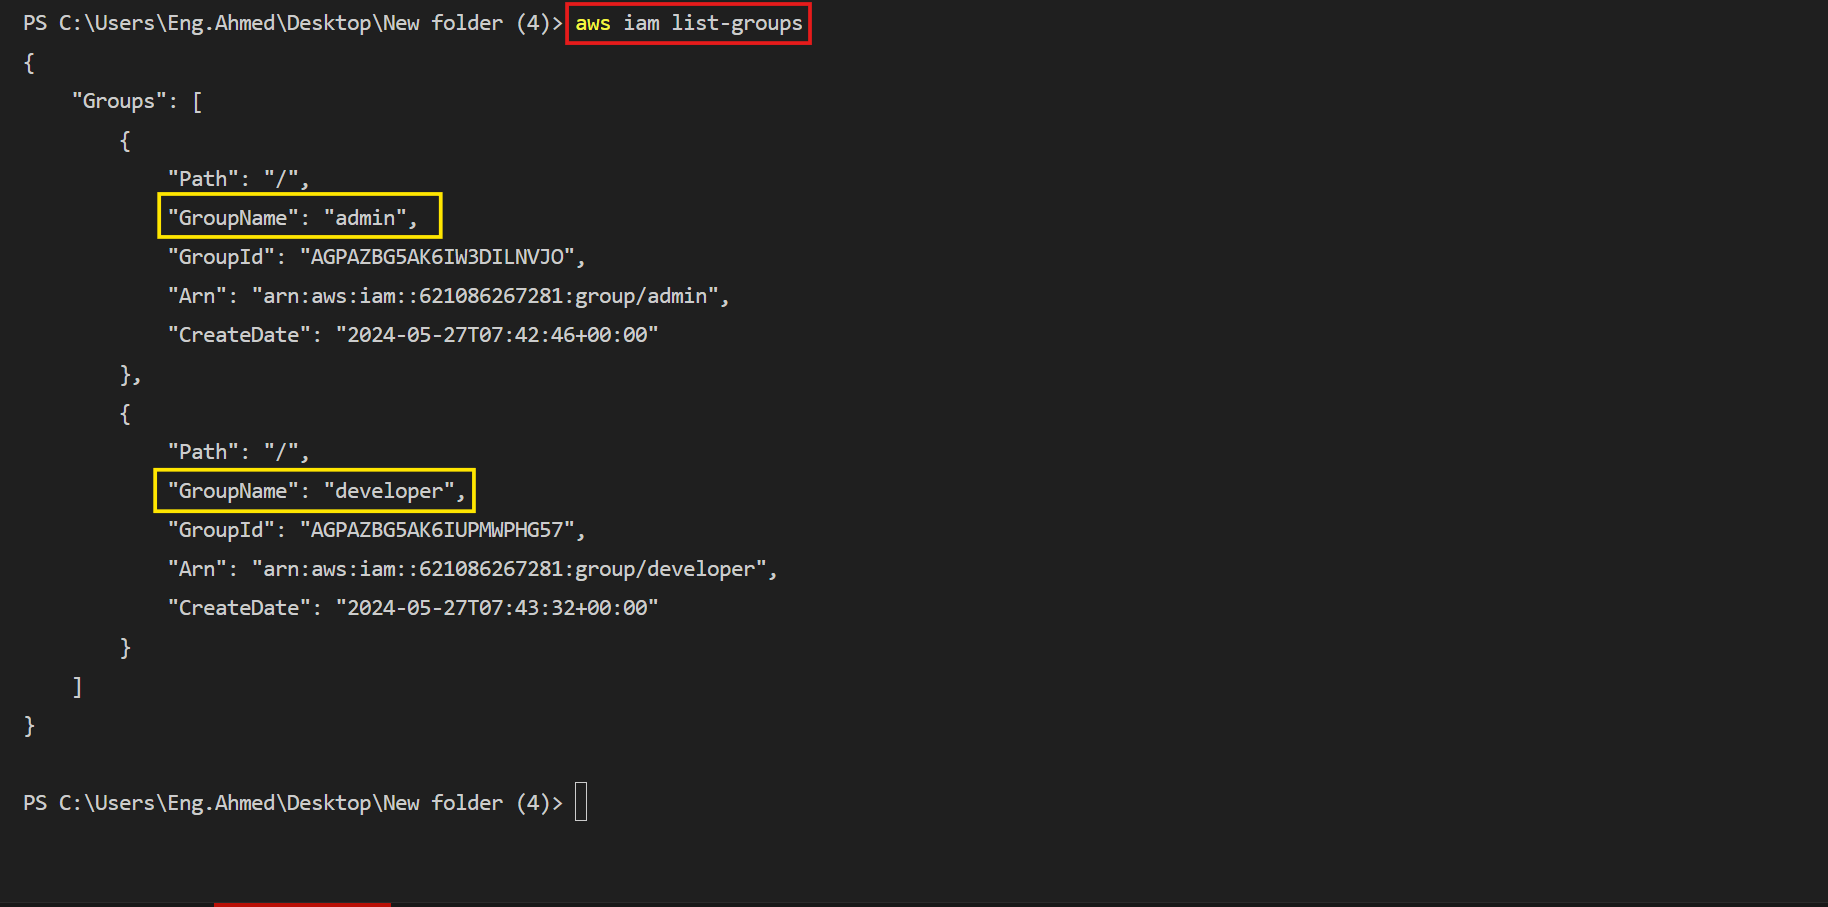 PS C:\Users\Eng.Ahmed\Desktop\New folder (4)> aws iam list-groups
{
    "Groups": [
        {
            "Path": "/",
            "GroupName": "admin",
            "GroupId": "AGPAZBG5AK6IW3DILNVJO",
            "Arn": "arn:aws:iam::621086267281:group/admin",
            "CreateDate": "2024-05-27T07:42:46+00:00"
        },
        {
            "Path": "/",
            "GroupName": "developer",
            "GroupId": "AGPAZBG5AK6IUPMWPHG57",
            "Arn": "arn:aws:iam::621086267281:group/developer",
            "CreateDate": "2024-05-27T07:43:32+00:00"
        }
    ]
}
PS C:\Users\Eng.Ahmed\Desktop\New folder (4)>